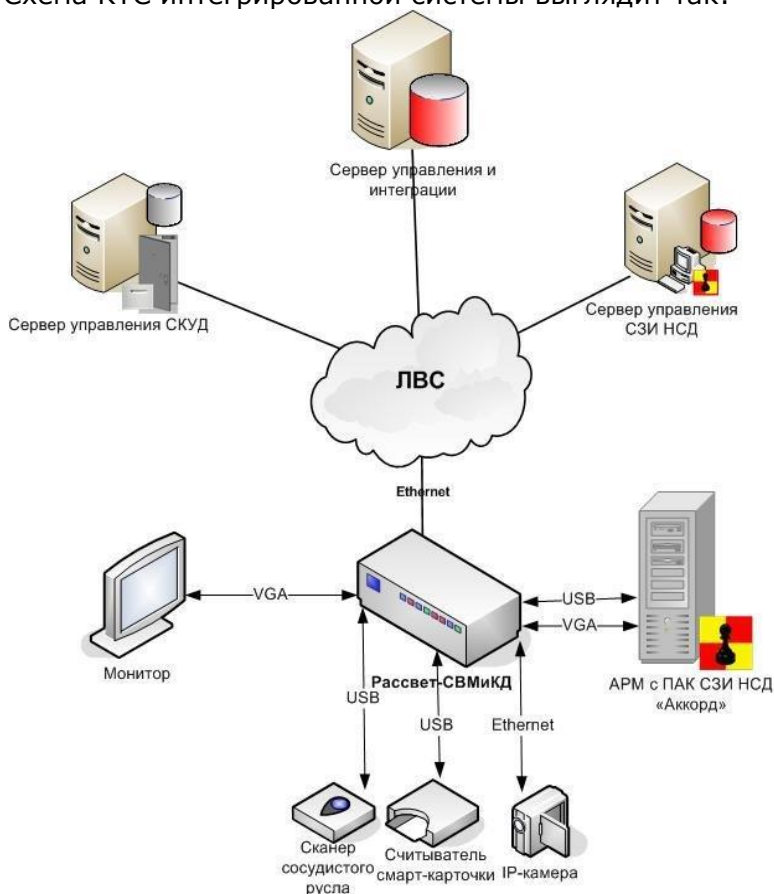 Схема КТС интегрированной системы выглядит так:
Сервер управления и
интеграции
Сервер управления СКУД
Сервер управления
СЗИ НСД
ЛВС
Ethernet
VGA
USB
VGA
Монитор
Рассвет-СВМиКД
АРМ с ПАК СЗИ НСД
«Аккорд»
USB
USB
Ethernet
Сканер
сосудистого
русла
Считыватель
смарт-карточки
IP-камера